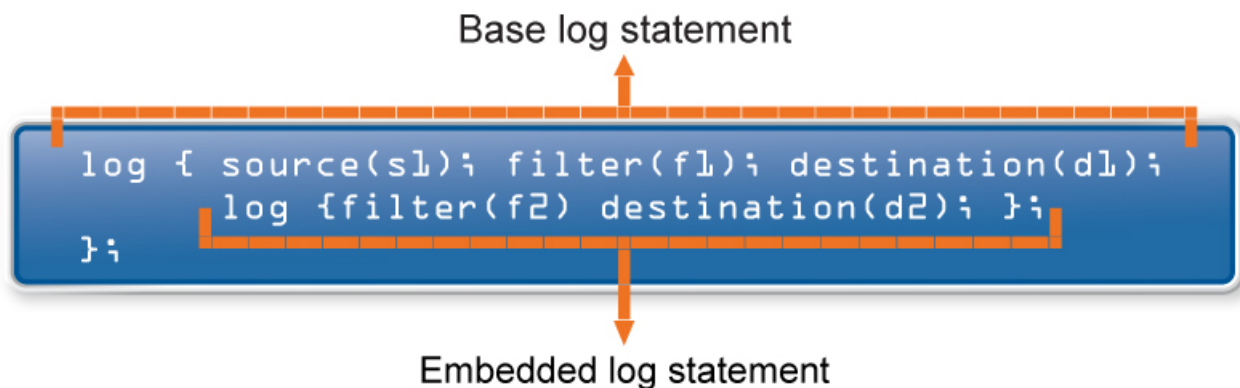 Base log statement
log { source(s1); filter(f1); destination(d1);
log {filter(f2) destination(d2); };
};
Embedded log statement